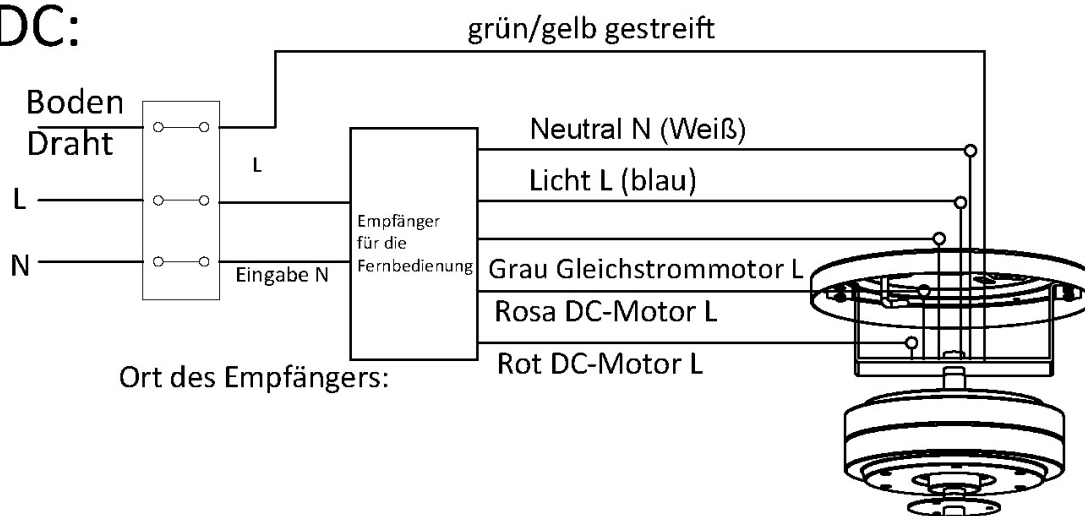 DC:
grün/gelb gestreift
Boden
Draht
L
Neutral N (Weiß)
Licht L (blau)
L
Empfänger
für die
Fernbedienung
N
Eingabe N
Grau Gleichstrommotor L
Rosa DC-Motor L
Rot DC-Motor L
Ort des Empfängers: